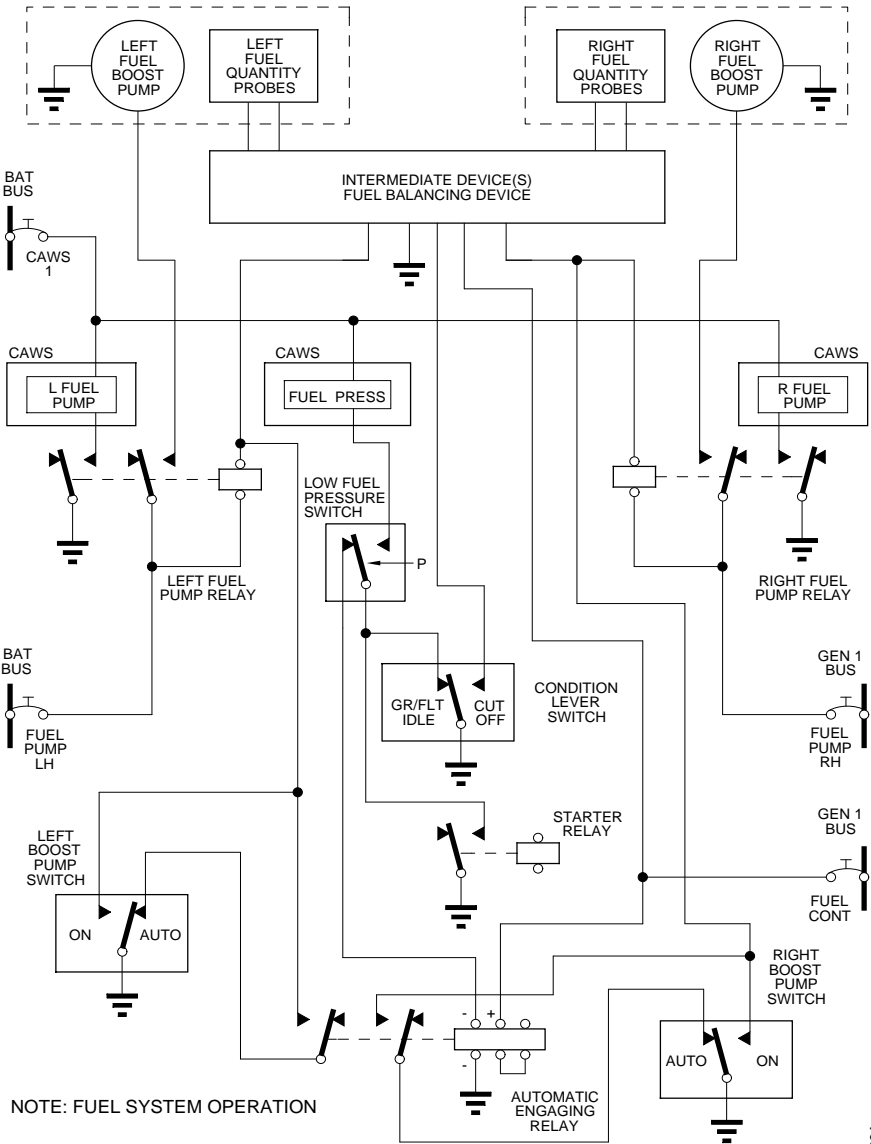 LEFT
FUEL
BOOST
PUMP
LEFT
FUEL
QUANTITY
PROBES
RIGHT
FUEL
QUANTITY
PROBES
RIGHT
FUEL
BOOST
PUMP
INTERMEDIATE DEVICE(S)
FUEL BALANCING DEVICE
BAT
BUS
CAWS
1
CAWS
L FUEL
PUMP
CAWS
FUEL PRESS
CAWS
R FUEL
PUMP
LOW FUEL
PRESSURE
SWITCH
P
LEFT FUEL
PUMP RELAY
RIGHT FUEL
PUMP RELAY
BAT
BUS
FUEL
PUMP
LH
GR/FLT
IDLE
CUT
OFF
CONDITION
LEVER
SWITCH
GEN 1
BUS
FUEL
PUMP
RH
STARTER
RELAY
GEN 1
BUS
FUEL
CONT
LEFT
BOOST
PUMP
SWITCH
ON
AUTO
RIGHT
BOOST
PUMP
SWITCH
AUTO
ON
- +
-
AUTOMATIC
ENGAGING
RELAY
NOTE: FUEL SYSTEM OPERATION